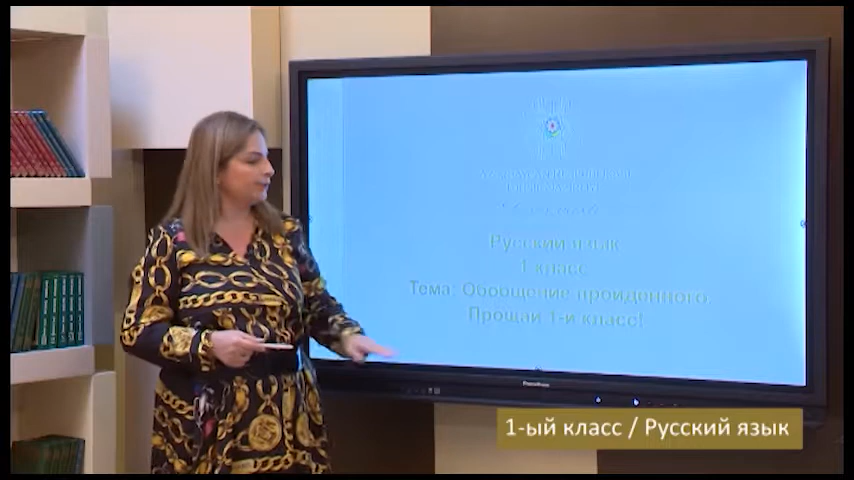 Русский язык
1 класс
Тема: Обобщение пройденного.
Прощай 1-й класс!
1-ый класс / Русский язык